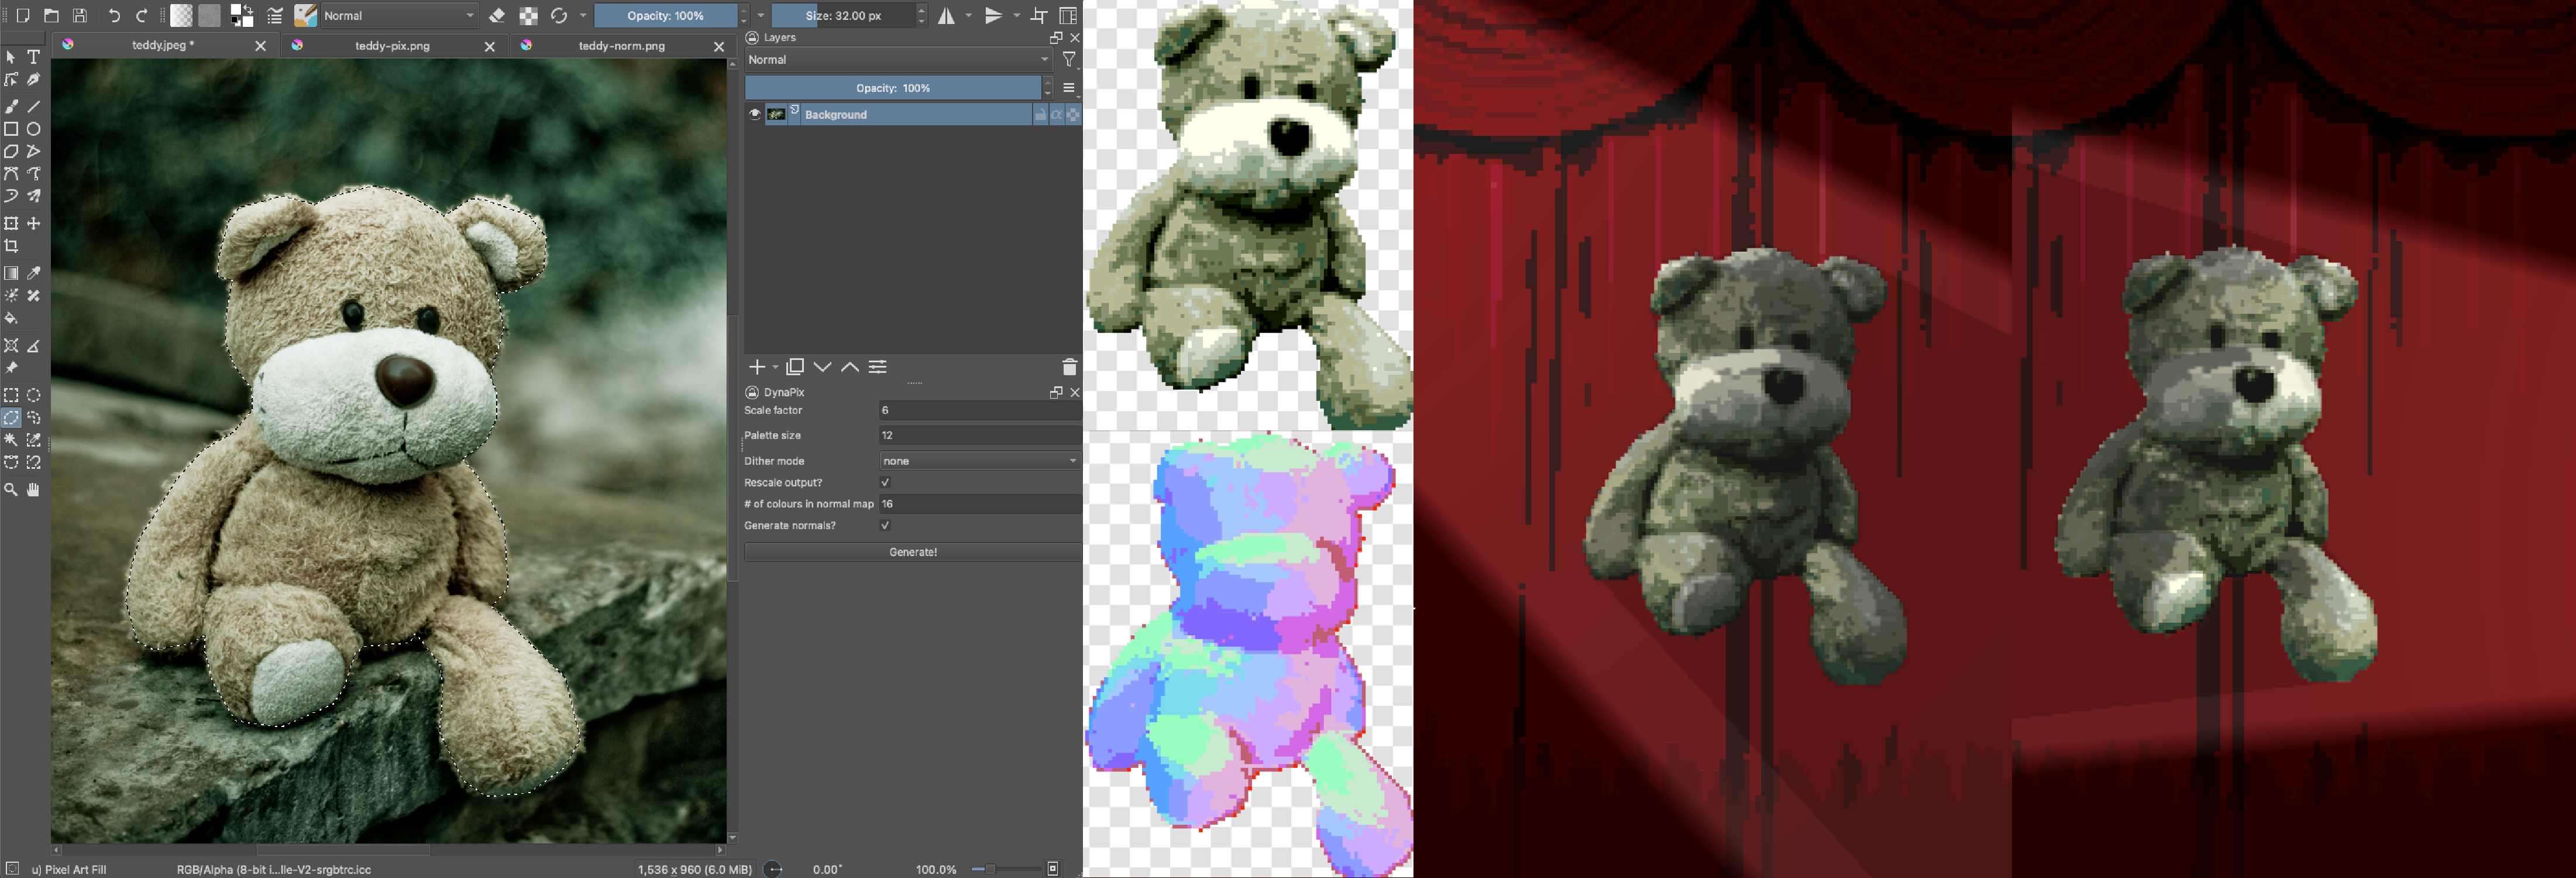 Normal
Opacity: 100%
Size: 32.00 px
teddy.jpeg *
teddy-pix.png
teddy-norm.png
Layers
Normal
Opacity: 100%
Background
DynaPix
Scale factor 6
Palette size 12
Dither mode none
Rescale output?
# of colours in normal map 16
Generate normals?
Generate!
u) Pixel Art Fill
RGB/Alpha (8-bit i...lle-V2-srgbtrc.icc
1,536 x 960 (6.0 MiB)
0.00°
100.0%